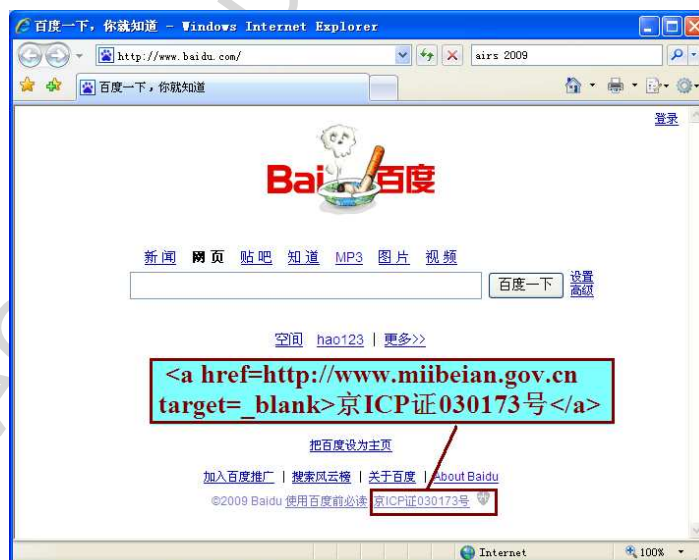 百度一下，你就知道 - Windows Internet Explorer
http://www.baidu.com/
airs 2009
百度一下，你就知道
登录
Bai 百度
新闻 网页 贴吧 知道 MP3 图片 视频
百度一下
设置
高级
空间 hao123 | 更多>>
<a href=http://www.miibeian.gov.cn
target=_blank>京ICP证030173号</a>
把百度设为主页
加入百度推广 | 搜索风云榜 | 关于百度 | About Baidu
©2009 Baidu 使用百度前必读 京ICP证030173号
Internet
100%